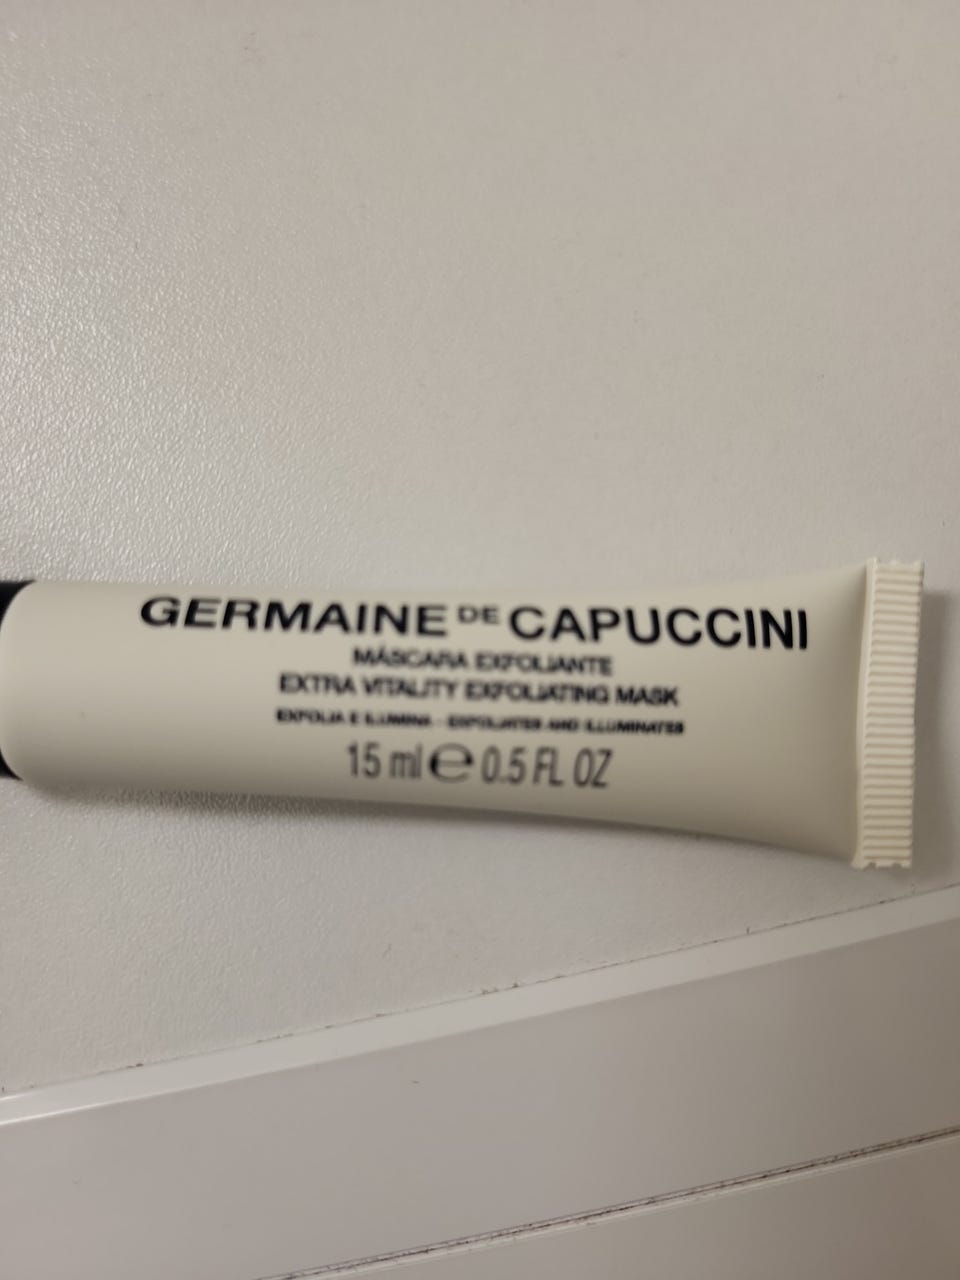 GERMAINE DE CAPUCCINI
MÁSCARA EXFOLIANTE
EXTRA VITALITY EXFOLIATING MASK
EXFOLIA E ILUMINA - EXFOLIATES AND ILLUMINATES
15 ml e 0.5 FL OZ